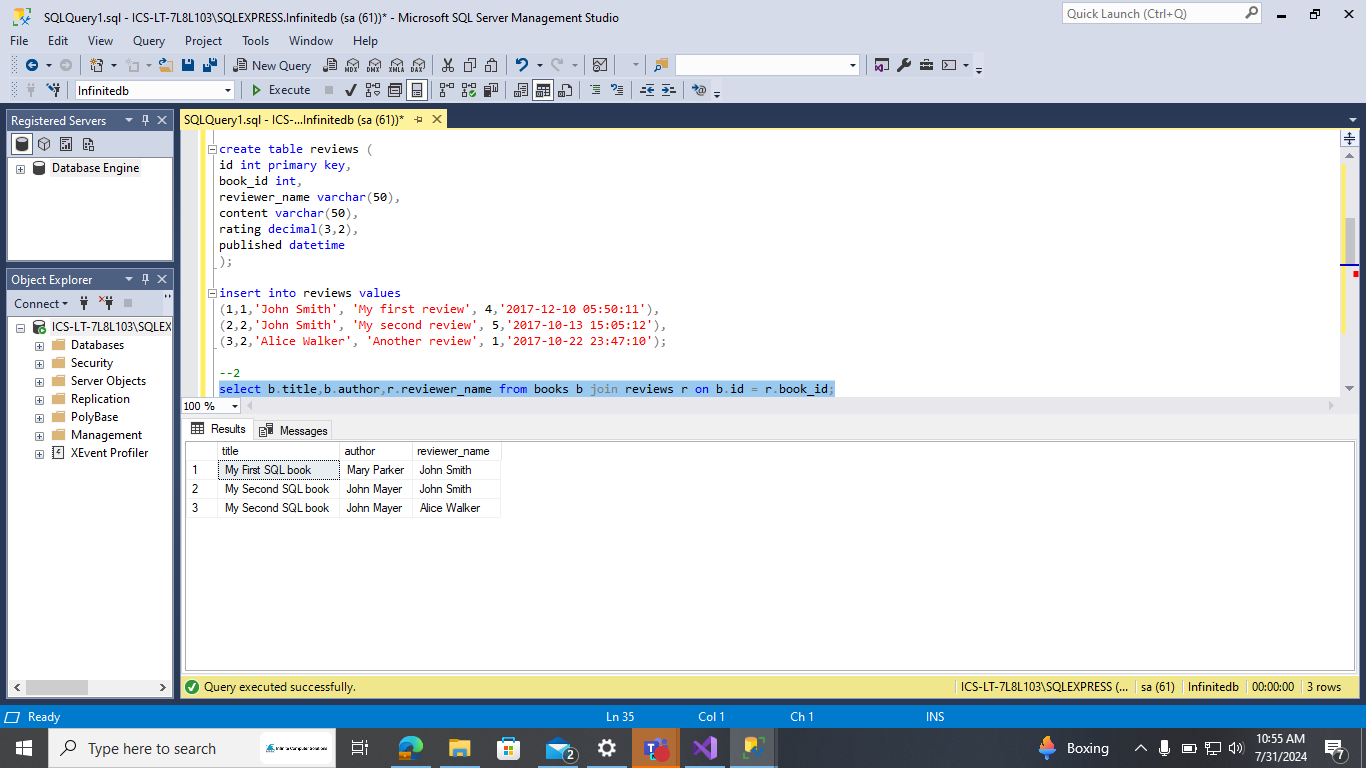 SQLQuery1.sql - ICS-LT-7L8L103\SQLEXPRESS.Infinitedb (sa (61))* - Microsoft SQL Server Management Studio
Quick Launch (Ctrl+Q)
File Edit View Query Project Tools Window Help
New Query MDX DMX XMLA DAX
Infinitedb Execute
Registered Servers
Database Engine
Object Explorer
Connect
ICS-LT-7L8L103\SQLEX
Databases
Security
Server Objects
Replication
PolyBase
Management
XEvent Profiler
SQLQuery1.sql - ICS-...Infinitedb (sa (61))*
create table reviews (
id int primary key,
book_id int,
reviewer_name varchar(50),
content varchar(50),
rating decimal(3,2),
published datetime
);
insert into reviews values
(1,1,'John Smith', 'My first review', 4,'2017-12-10 05:50:11'),
(2,2,'John Smith', 'My second review', 5,'2017-10-13 15:05:12'),
(3,2,'Alice Walker', 'Another review', 1,'2017-10-22 23:47:10');
--2
select b.title,b.author,r.reviewer_name from books b join reviews r on b.id = r.book_id;
100 %
Results Messages
title author reviewer_name
1 My First SQL book Mary Parker John Smith
2 My Second SQL book John Mayer John Smith
3 My Second SQL book John Mayer Alice Walker
Query executed successfully. ICS-LT-7L8L103\SQLEXPRESS (... sa (61) Infinitedb 00:00:00 3 rows
Ready Ln 35 Col 1 Ch 1 INS
Type here to search Infinite Computer Solutions 2 Boxing 10:55 AM
7/31/2024 7